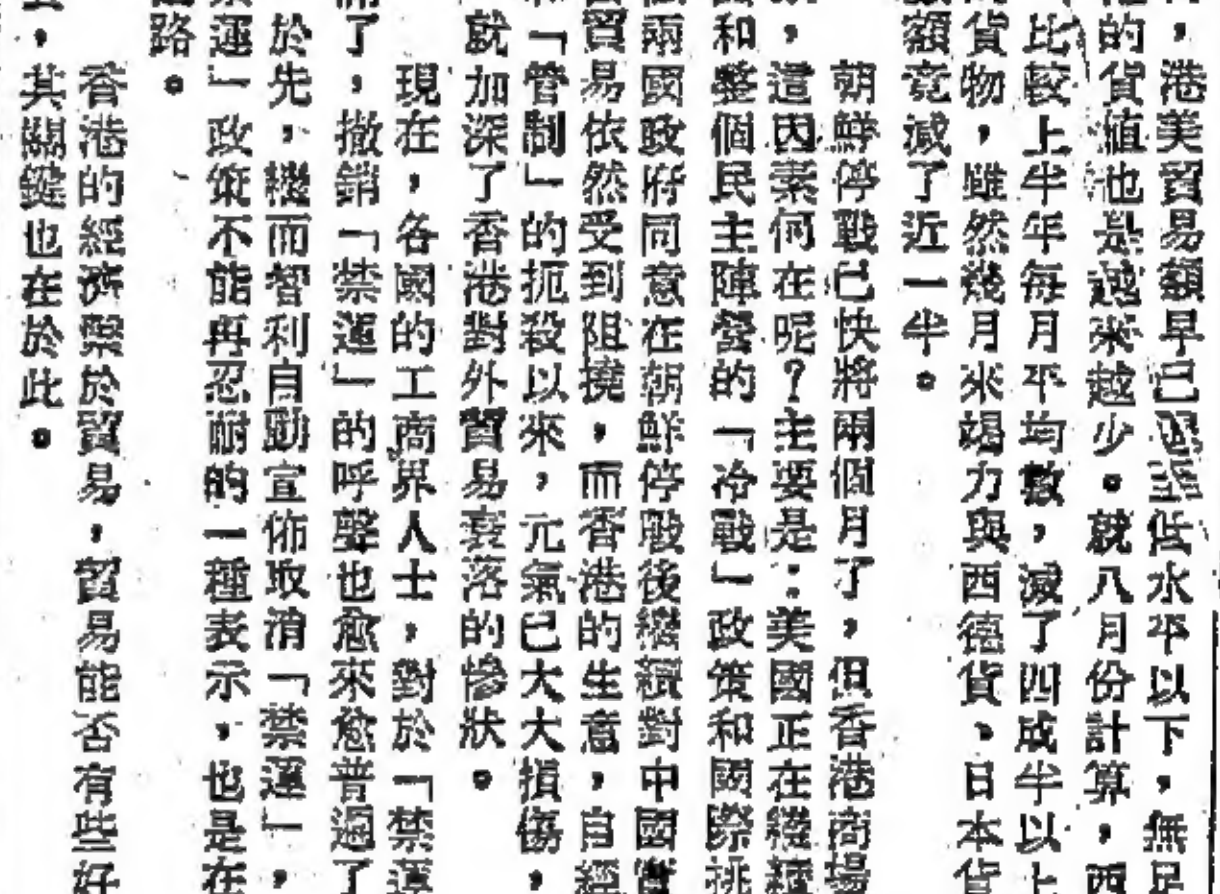 ，港美貿易額早已低水平以下，無足
的貨值也是越來越少。就八月份計算，西
比較上半年每月平均數，減了四成半以上
貨物，雖然幾月來竭力與西德貨、日本貨
額竟減了近一半。
朝鮮停戰已快將兩個月了，但香港商場
，這因素何在呢？主要是：美國正在繼續
和整個民主陣營的「冷戰」政策和國際挑
兩國政府同意在朝鮮停戰後繼續對中國實
貿易依然受到阻撓，而香港的生意，自經
「管制」的扼殺以來，元氣已大大損傷，
就加深了香港對外貿易衰落的慘狀。
現在，各國的工商界人士，對於「禁運
了，撤銷「禁運」的呼聲也愈來愈普遍了
於先，繼而智利自動宣佈取消「禁運」，
運」政策不能再忍耐的一種表示，也是在
路。
香港的經濟繫於貿易，貿易能否有些好
，其關鍵也在於此。